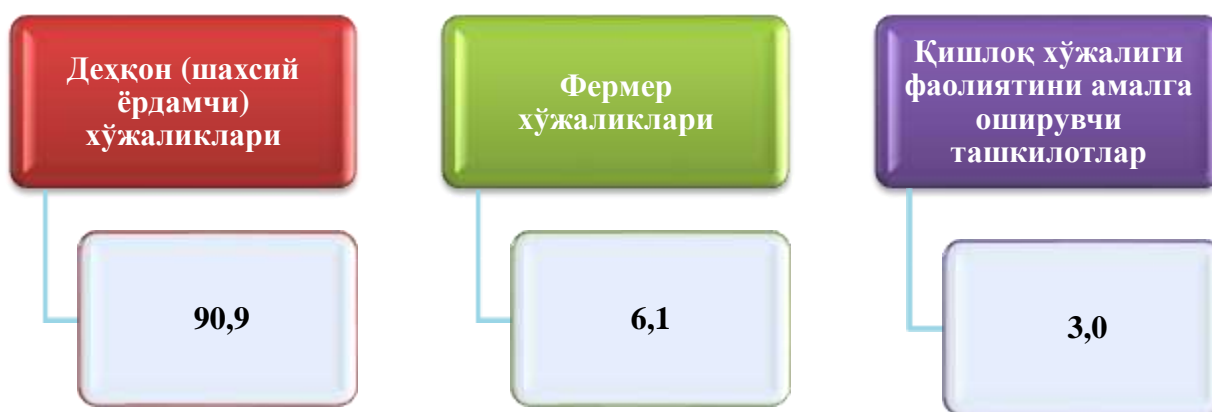 Деҳқон (шахсий
ёрдамчи)
хўжаликлари
90,9
Фермер
хўжаликлари
6,1
Қишлоқ хўжалиги
фаолиятини амалга
оширувчи
ташкилотлар
3,0